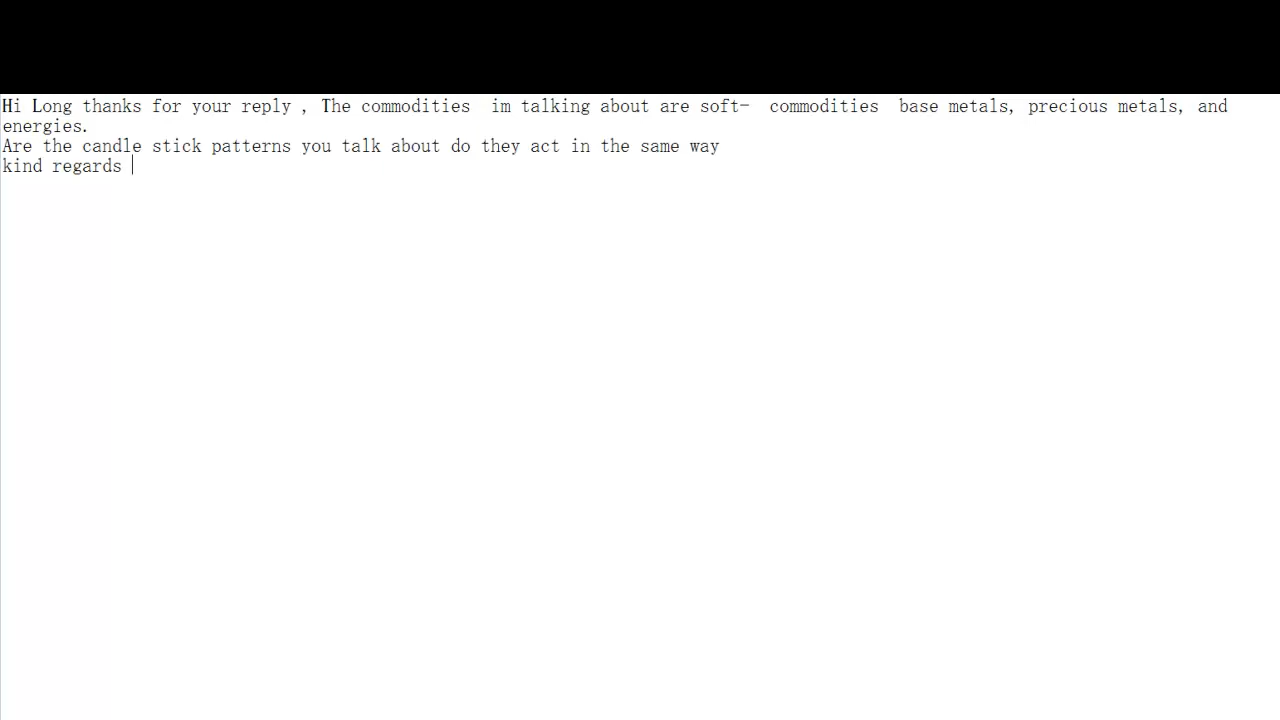 Hi Long thanks for your reply , The commodities  im talking about are soft-  commodities  base metals, precious metals, and
energies.
Are the candle stick patterns you talk about do they act in the same way
kind regards